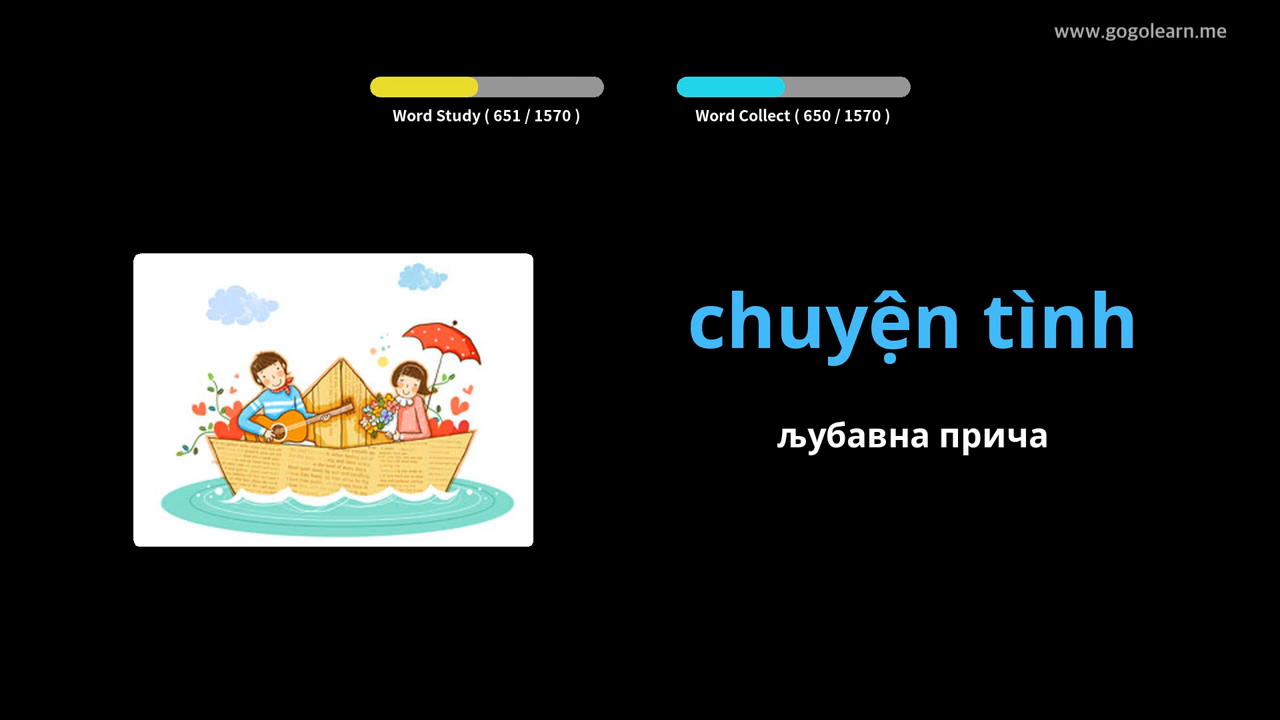 www.gogolearn.me
Word Study ( 651 / 1570 )
Word Collect ( 650 / 1570 )
chuyện tình
љубавна прича